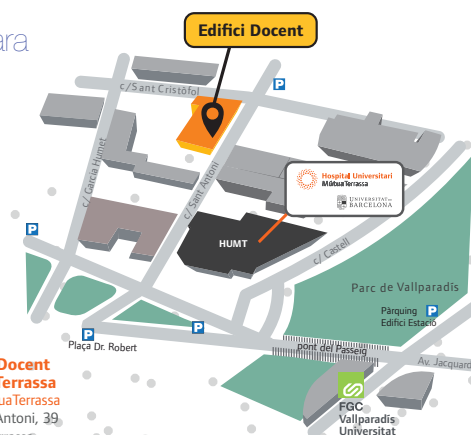 ara
Edifici Docent
P
c/Sant Cristòfol
c/Garcia Humet
c/Sant Antoni
Hospital Universitari
MútuaTerrassa
UNIVERSITAT DE
BARCELONA
P
HUMT
c/ Castell
Parc de Vallparadís
Pàrquing P
Edifici Estació
P
P
Plaça Dr. Robert
pont del Passeig
Av. Jacquard
Docent
Terrassa
uaTerrassa
Antoni, 39
FGC
Vallparadís
Universitat